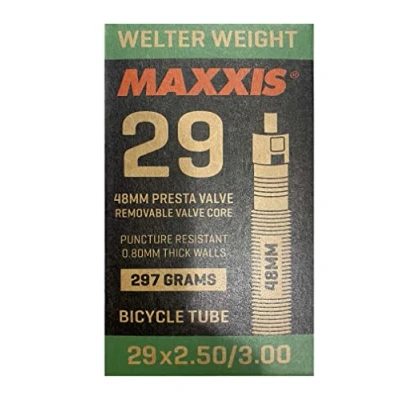 WELTER WEIGHT
MAXXIS®
29
48MM PRESTA VALVE
REMOVABLE VALVE CORE
PUNCTURE RESISTANT
0.80MM THICK WALLS
297 GRAMS
BICYCLE TUBE
48MM
29x2.50/3.00